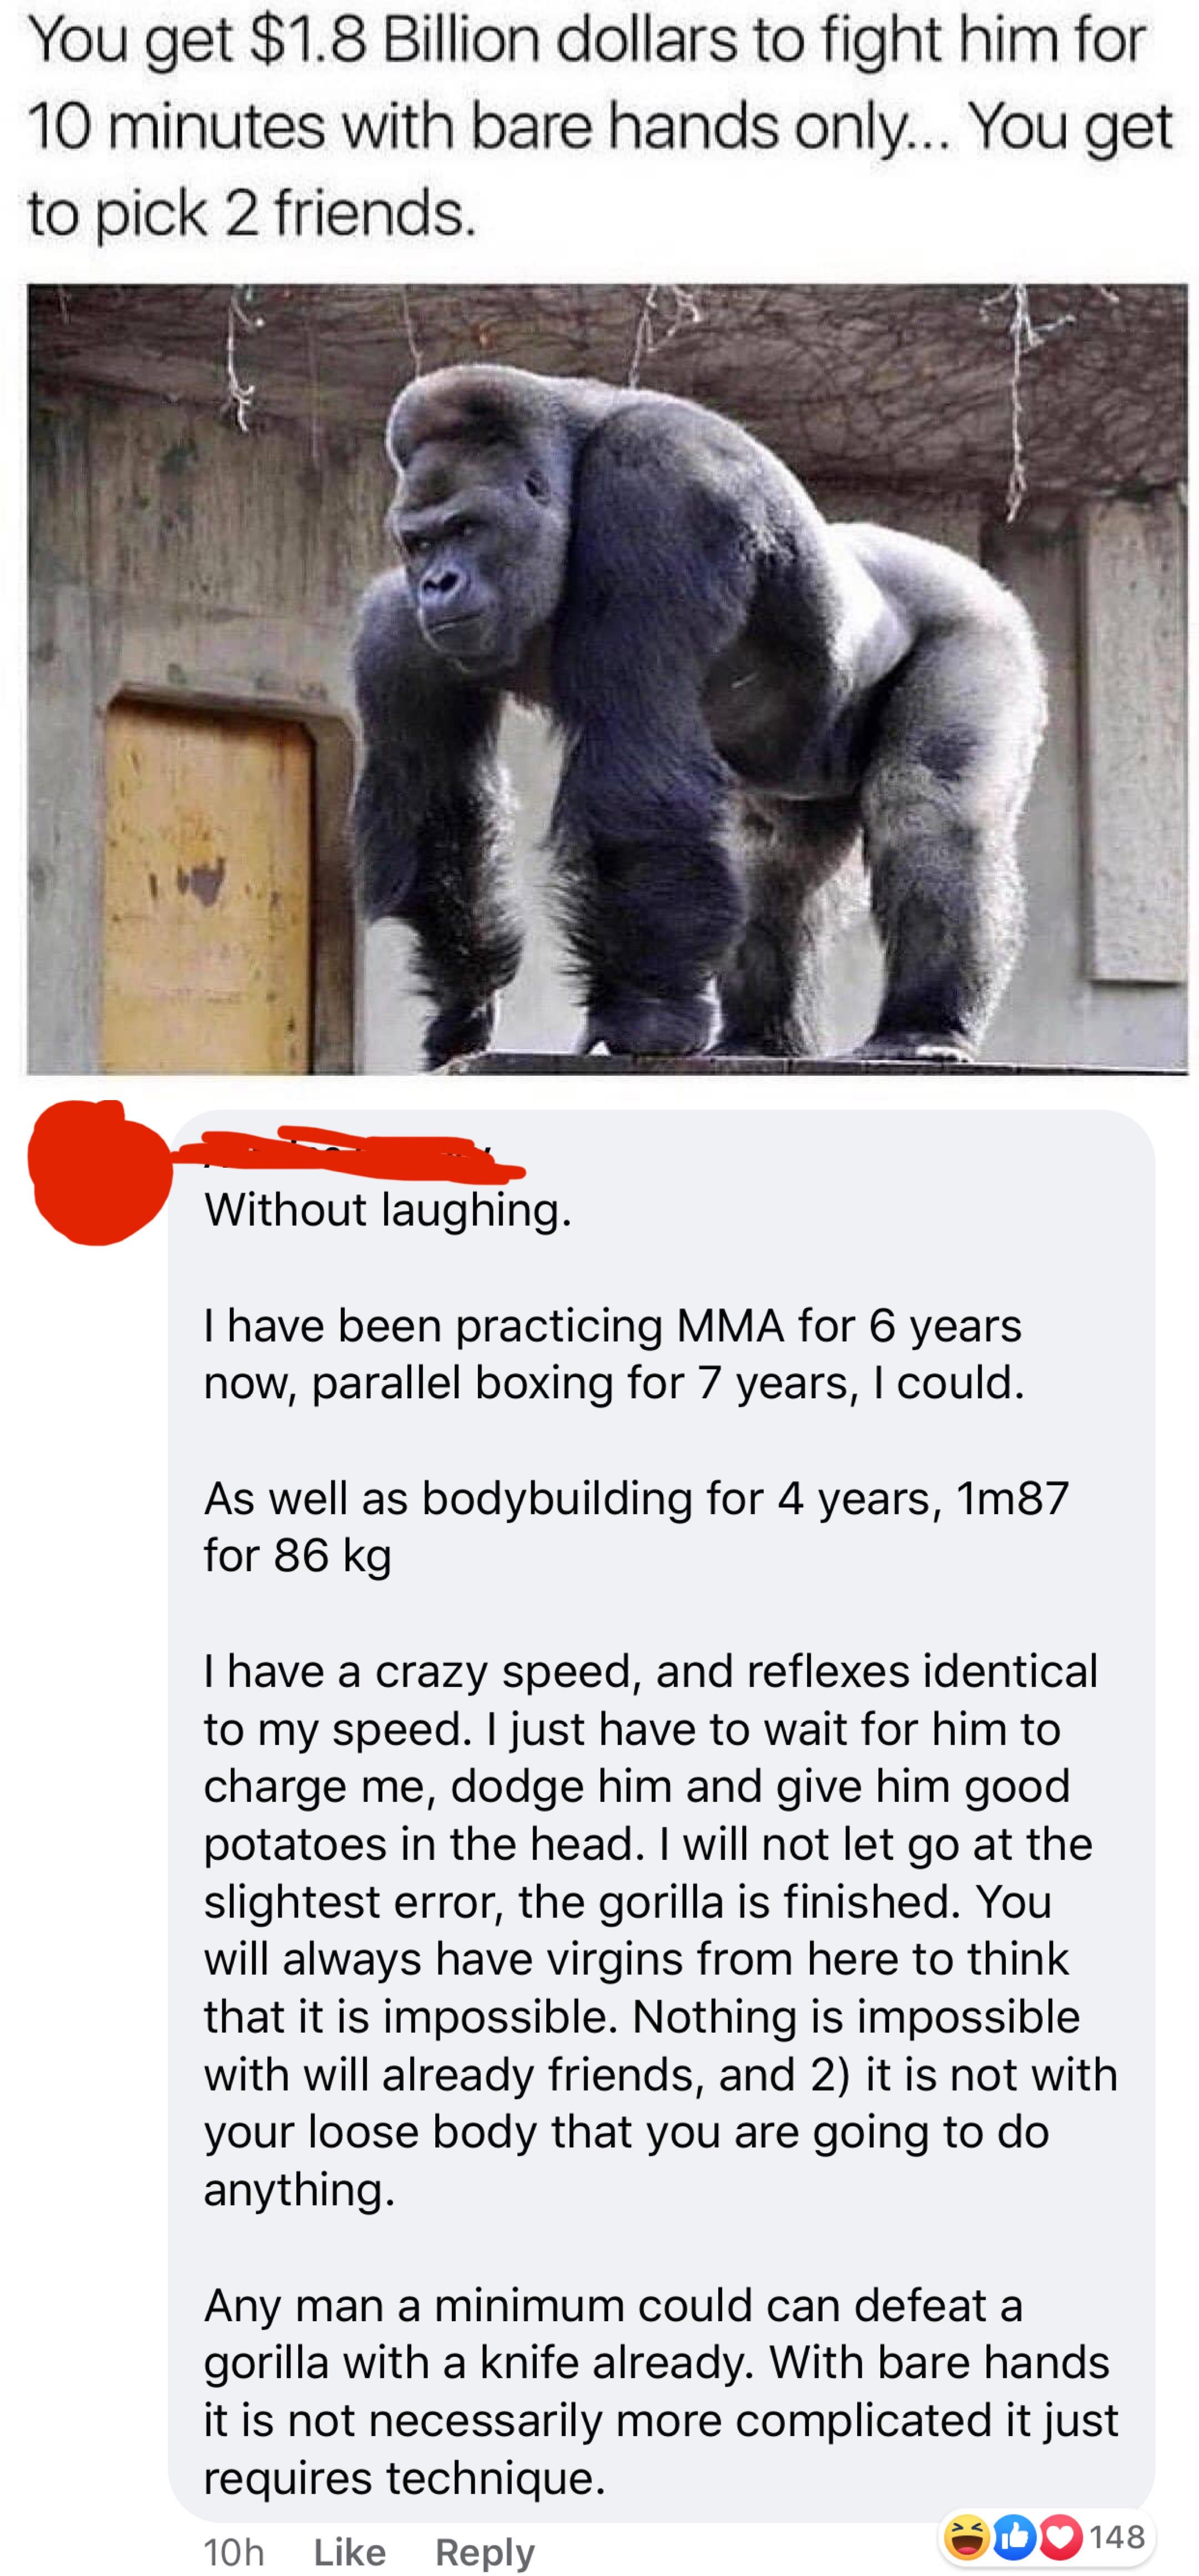 You get $1.8 Billion dollars to fight him for
10 minutes with bare hands only... You get
to pick 2 friends.
Without laughing.
I have been practicing MMA for 6 years
now, parallel boxing for 7 years, I could.
As well as bodybuilding for 4 years, 1m87
for 86 kg
I have a crazy speed, and reflexes identical
to my speed. I just have to wait for him to
charge me, dodge him and give him good
potatoes in the head. I will not let go at the
slightest error, the gorilla is finished. You
will always have virgins from here to think
that it is impossible. Nothing is impossible
with will already friends, and 2) it is not with
your loose body that you are going to do
anything.
Any man a minimum could can defeat a
gorilla with a knife already. With bare hands
it is not necessarily more complicated it just
requires technique.
10h Like Reply 148